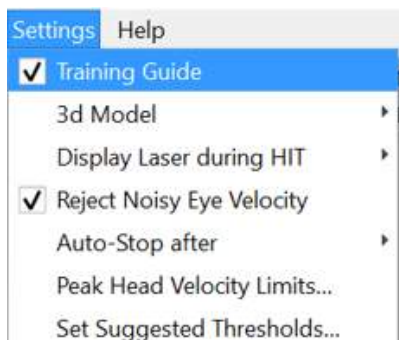 Settings Help
Training Guide
3d Model
Display Laser during HIT
Reject Noisy Eye Velocity
Auto-Stop after
Peak Head Velocity Limits...
Set Suggested Thresholds...